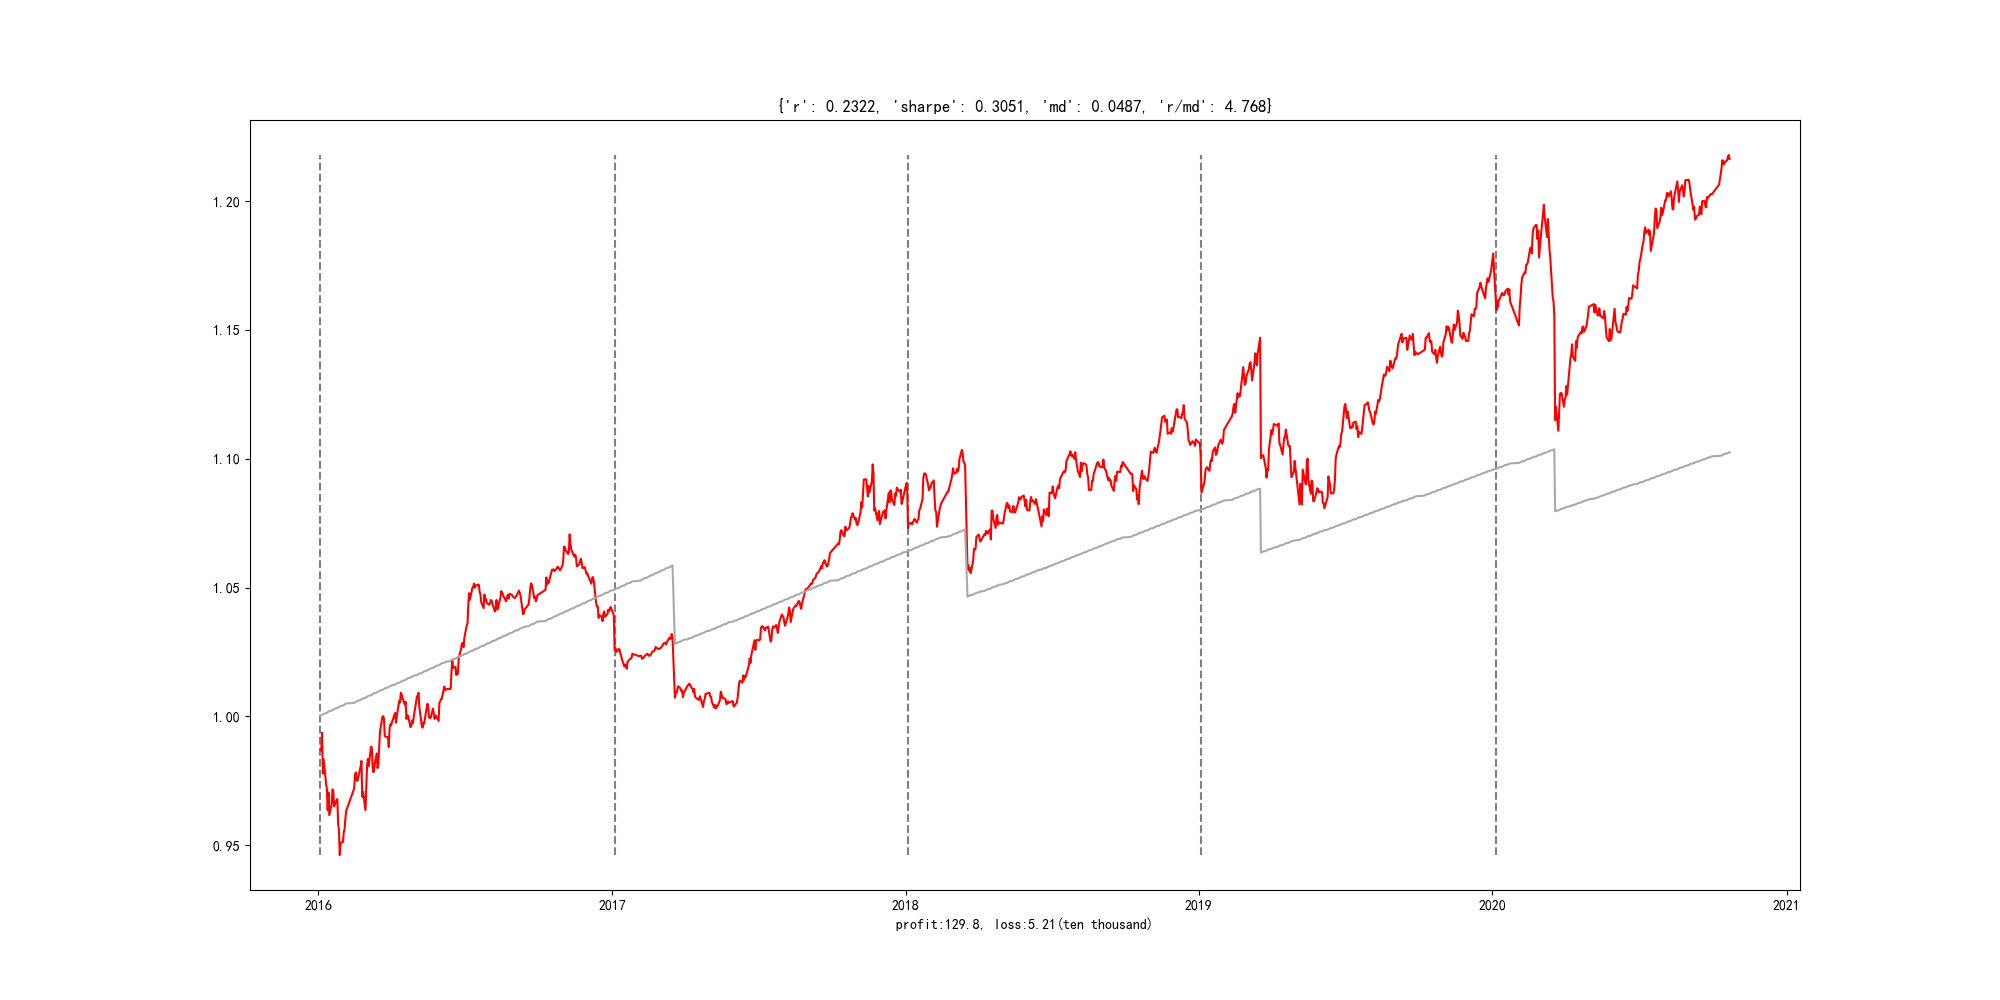 {'r': 0.2322, 'sharpe': 0.3051, 'md': 0.0487, 'r/md': 4.768}
1.20
1.15
1.10
1.05
1.00
0.95
2016 2017 2018 2019 2020 2021
profit:129.8, loss:5.21(ten thousand)